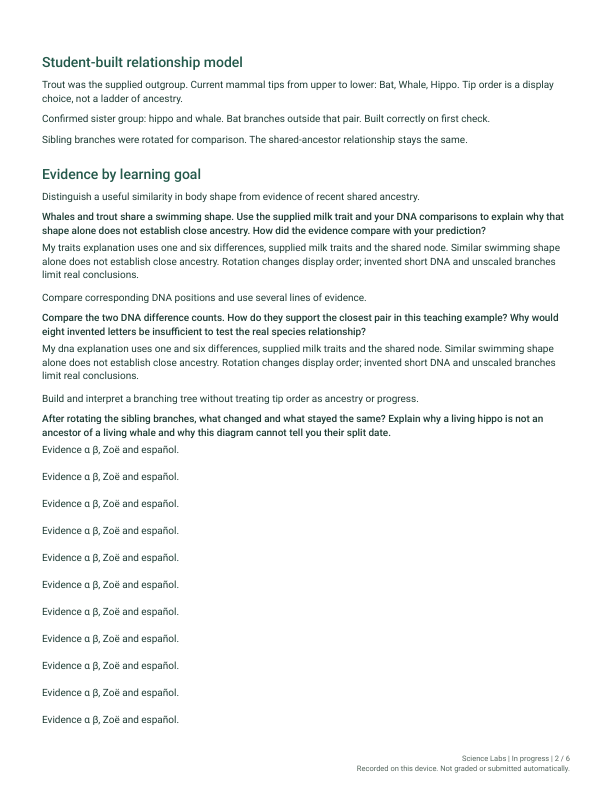 Student-built relationship model
Trout was the supplied outgroup. Current mammal tips from upper to lower: Bat, Whale, Hippo. Tip order is a display
choice, not a ladder of ancestry.
Confirmed sister group: hippo and whale. Bat branches outside that pair. Built correctly on first check.
Sibling branches were rotated for comparison. The shared-ancestor relationship stays the same.
Evidence by learning goal
Distinguish a useful similarity in body shape from evidence of recent shared ancestry.
Whales and trout share a swimming shape. Use the supplied milk trait and your DNA comparisons to explain why that
shape alone does not establish close ancestry. How did the evidence compare with your prediction?
My traits explanation uses one and six differences, supplied milk traits and the shared node. Similar swimming shape
alone does not establish close ancestry. Rotation changes display order; invented short DNA and unscaled branches
limit real conclusions.
Compare corresponding DNA positions and use several lines of evidence.
Compare the two DNA difference counts. How do they support the closest pair in this teaching example? Why would
eight invented letters be insufficient to test the real species relationship?
My dna explanation uses one and six differences, supplied milk traits and the shared node. Similar swimming shape
alone does not establish close ancestry. Rotation changes display order; invented short DNA and unscaled branches
limit real conclusions.
Build and interpret a branching tree without treating tip order as ancestry or progress.
After rotating the sibling branches, what changed and what stayed the same? Explain why a living hippo is not an
ancestor of a living whale and why this diagram cannot tell you their split date.
Evidence α β, Zoë and español.
Evidence α β, Zoë and español.
Evidence α β, Zoë and español.
Evidence α β, Zoë and español.
Evidence α β, Zoë and español.
Evidence α β, Zoë and español.
Evidence α β, Zoë and español.
Evidence α β, Zoë and español.
Evidence α β, Zoë and español.
Evidence α β, Zoë and español.
Evidence α β, Zoë and español.
Science Labs | In progress | 2 / 6
Recorded on this device. Not graded or submitted automatically.